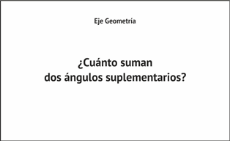 Eje Geometría
¿Cuánto suman
dos ángulos suplementarios?